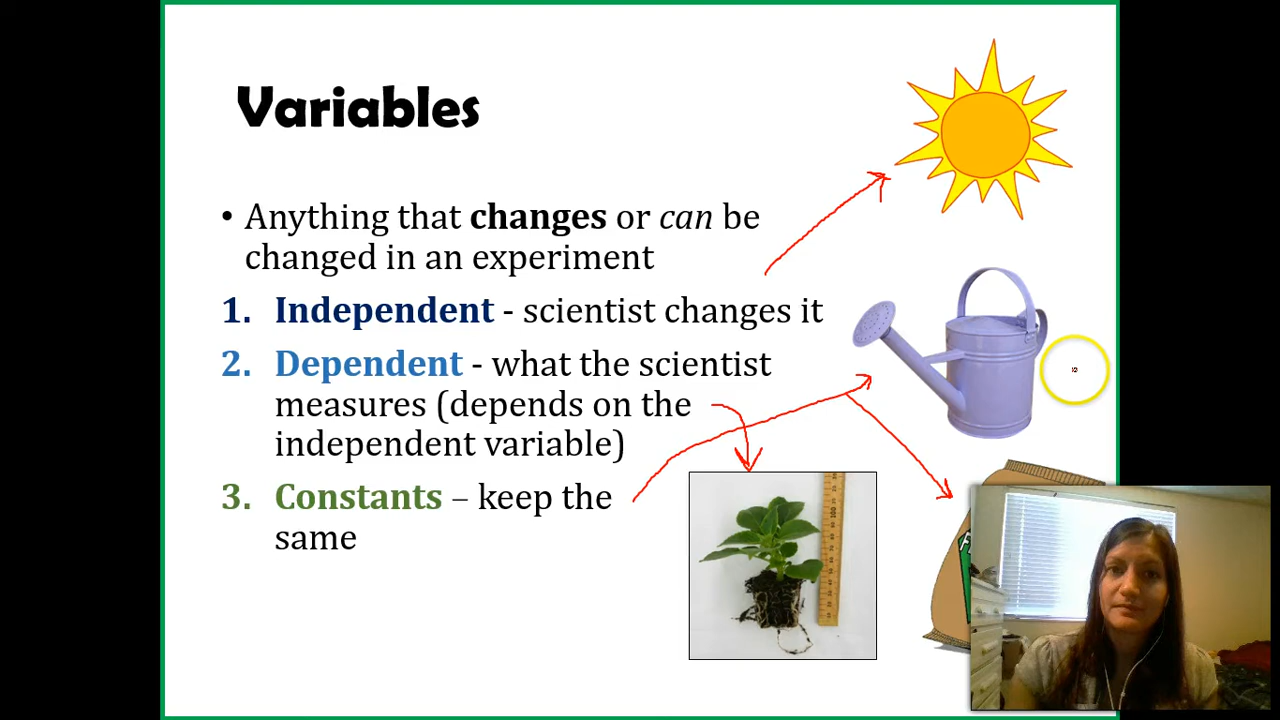 Variables
• Anything that changes or can be
changed in an experiment
1. Independent - scientist changes it
2. Dependent - what the scientist
measures (depends on the
independent variable)
3. Constants – keep the
same